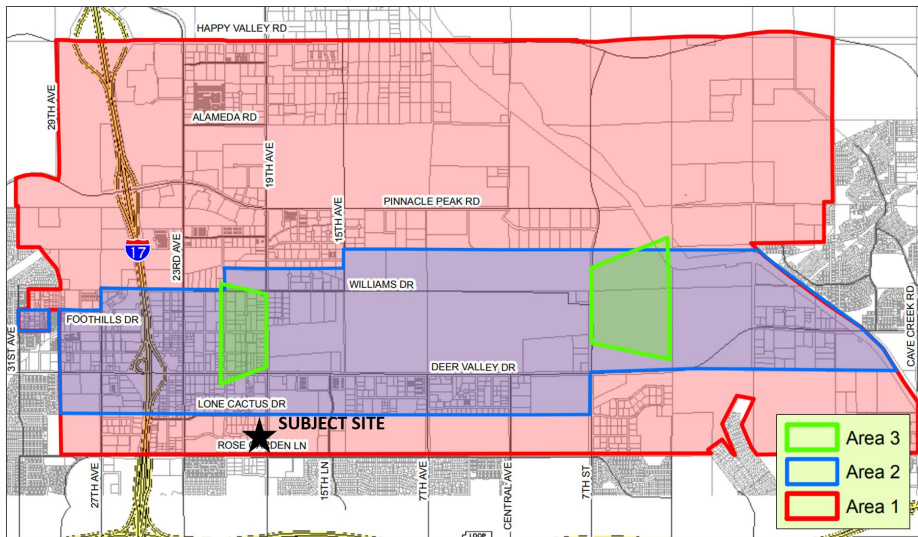 HAPPY VALLEY RD
29TH AVE
ALAMEDA RD
19TH AVE
PINNACLE PEAK RD
15TH AVE
23RD AVE
17
WILLIAMS DR
FOOTHILLS DR
31ST AVE
CAVE CREEK RD
DEER VALLEY DR
LONE CACTUS DR
SUBJECT SITE
ROSE GARDEN LN
27TH AVE
15TH LN
7TH AVE
CENTRAL AVE
7TH ST
LOOP
Area 3
Area 2
Area 1